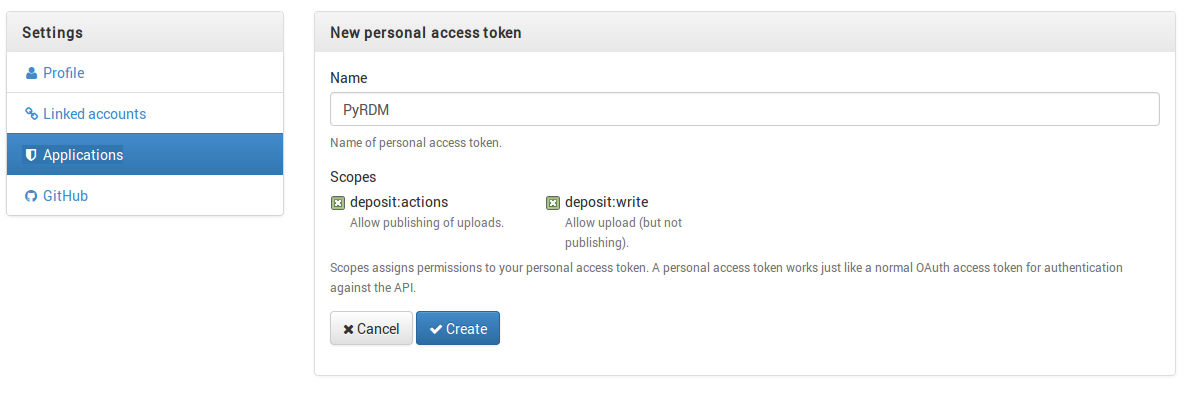 Settings
Profile
Linked accounts
Applications
GitHub
New personal access token
Name
PyRDM
Name of personal access token.
Scopes
deposit:actions
Allow publishing of uploads.
deposit:write
Allow upload (but not
publishing).
Scopes assigns permissions to your personal access token. A personal access token works just like a normal OAuth access token for authentication
against the API.
Cancel
Create